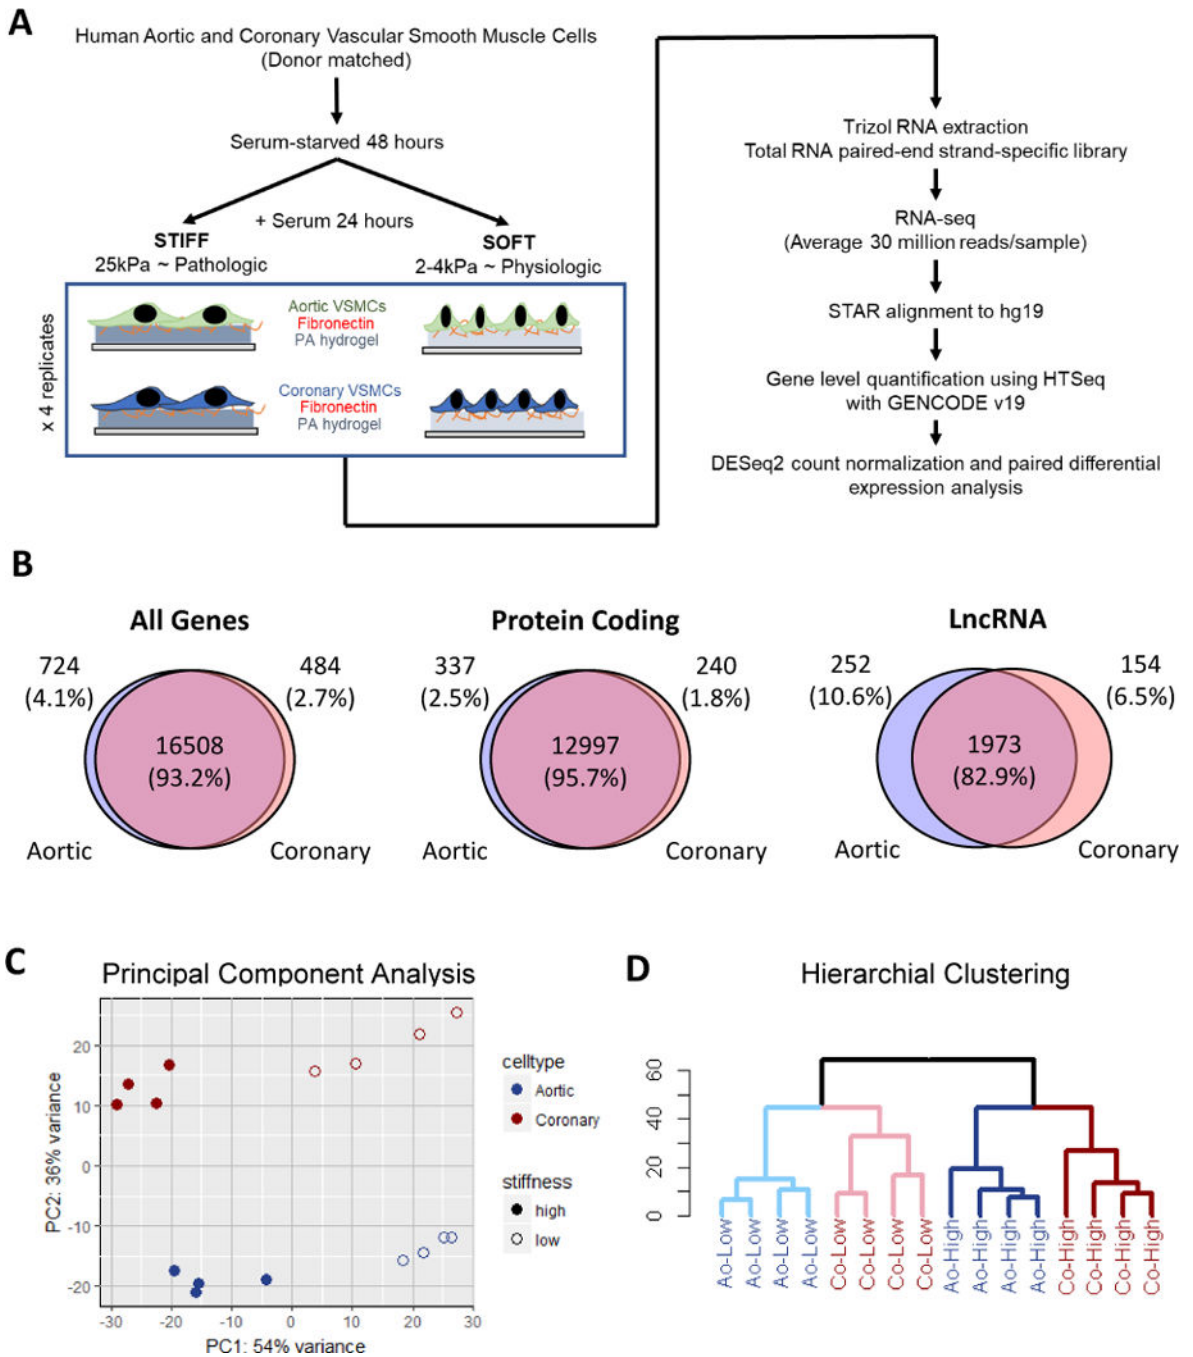 A
Human Aortic and Coronary Vascular Smooth Muscle Cells
(Donor matched)
Serum-starved 48 hours
+ Serum 24 hours
STIFF
25kPa ~ Pathologic
SOFT
2-4kPa ~ Physiologic
x 4 replicates
Aortic VSMCs
Fibronectin
PA hydrogel
Coronary VSMCs
Fibronectin
PA hydrogel
Trizol RNA extraction
Total RNA paired-end strand-specific library
RNA-seq
(Average 30 million reads/sample)
STAR alignment to hg19
Gene level quantification using HTSeq
with GENCODE v19
DESeq2 count normalization and paired differential
expression analysis
B
All Genes
724
(4.1%)
484
(2.7%)
16508
(93.2%)
Aortic
Coronary
Protein Coding
337
(2.5%)
240
(1.8%)
12997
(95.7%)
Aortic
Coronary
LncRNA
252
(10.6%)
154
(6.5%)
1973
(82.9%)
Aortic
Coronary
C
Principal Component Analysis
PC2: 36% variance
20
10
0
-10
-20
-30
-20
-10
0
10
20
30
PC1: 54% variance
celltype
Aortic
Coronary
stiffness
high
low
D
Hierarchial Clustering
60
40
20
0
Ao-Low
Ao-Low
Ao-Low
Ao-Low
Co-Low
Co-Low
Co-Low
Co-Low
Ao-High
Ao-High
Ao-High
Ao-High
Co-High
Co-High
Co-High
Co-High